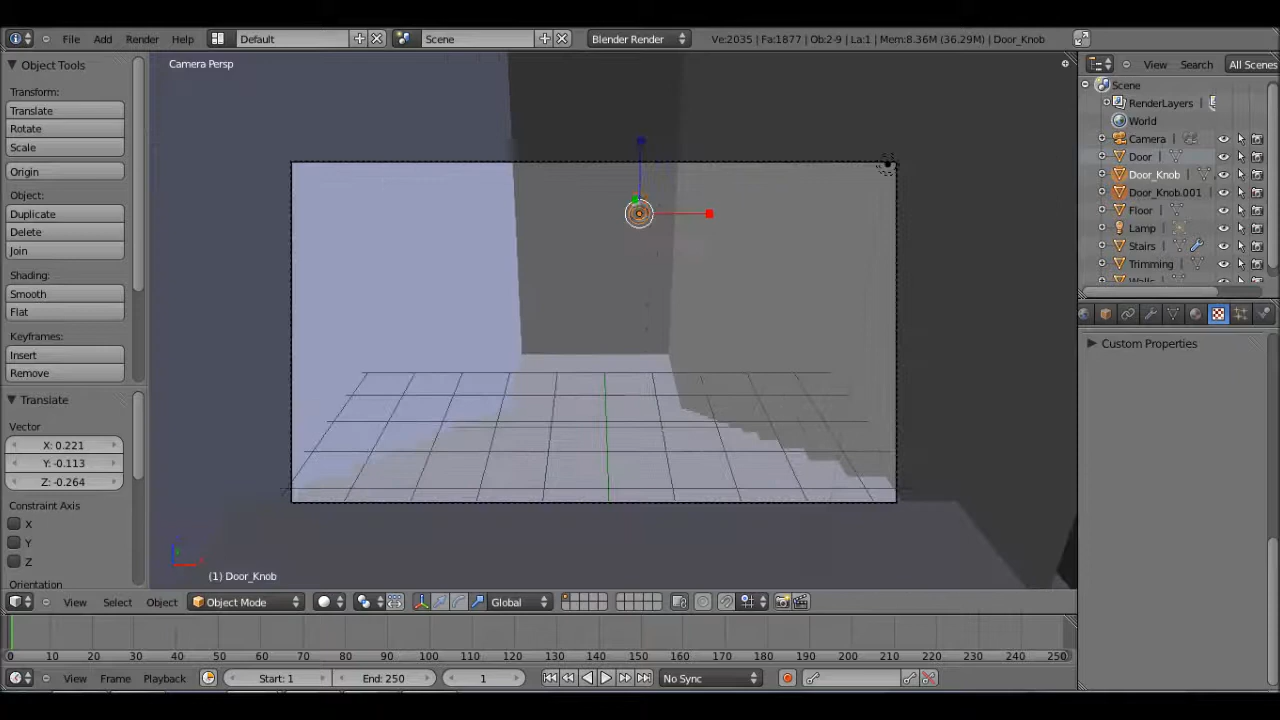 File Add Render Help Default Scene Blender Render Ve:2035 | Fa:1877 | Ob:2-9 | La:1 | Mem:8.36M (36.29M) | Door_Knob
Object Tools
Transform:
Translate
Rotate
Scale
Origin
Object:
Duplicate
Delete
Join
Shading:
Smooth
Flat
Keyframes:
Insert
Remove
Translate
Vector
X: 0.221
Y: -0.113
Z: -0.264
Constraint Axis
X
Y
Z
Orientation
Camera Persp
(1) Door_Knob
View Search All Scenes
Scene
RenderLayers
World
Camera
Door
Door_Knob
Door_Knob.001
Floor
Lamp
Stairs
Trimming
Custom Properties
View Select Object Object Mode Global
0 10 20 30 40 50 60 70 80 90 100 110 120 130 140 150 160 170 180 190 200 210 220 230 240 250
View Frame Playback Start: 1 End: 250 1 No Sync